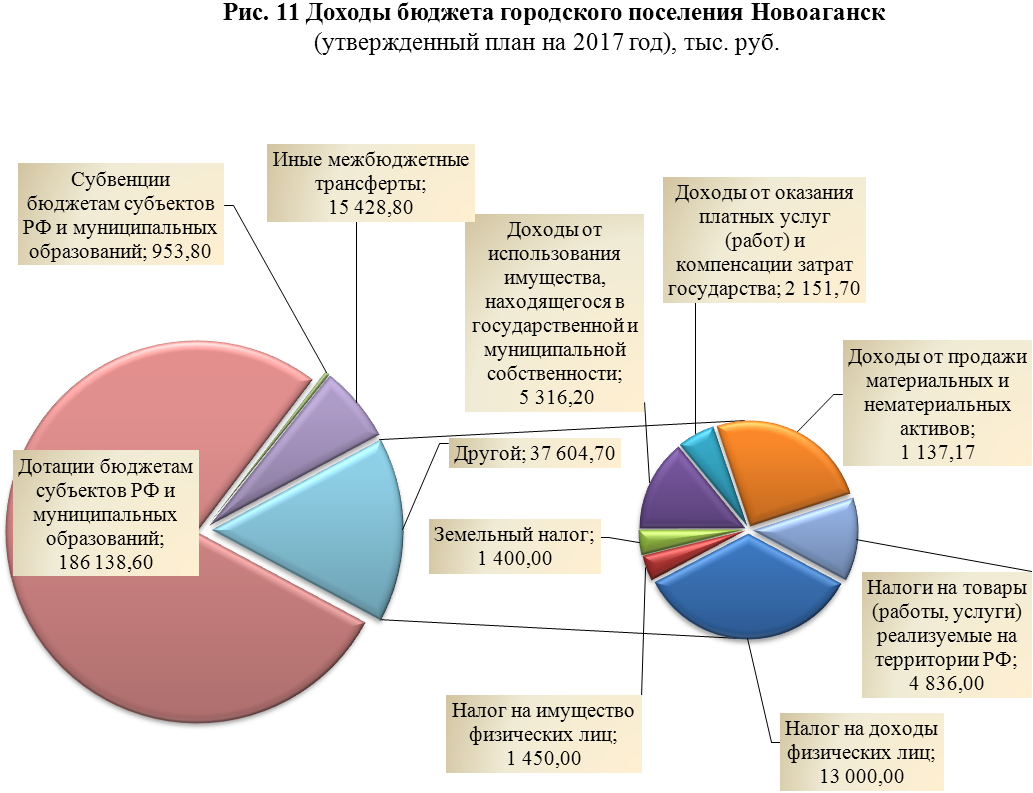 Рис. 11 Доходы бюджета городского поселения Новоаганск
(утвержденный план на 2017 год), тыс. руб.
Субвенции
бюджетам субъектов
РФ и муниципальных
образований; 953,80
Иные межбюджетные
трансферты;
15 428,80
Доходы от
использования
имущества,
находящегося в
государственной и
муниципальной
собственности;
5 316,20
Доходы от оказания
платных услуг
(работ) и
компенсации затрат
государства; 2 151,70
Доходы от продажи
материальных и
нематериальных
активов;
1 137,17
Дотации бюджетам
субъектов РФ и
муниципальных
образований;
186 138,60
Другой; 37 604,70
Земельный налог;
1 400,00
Налоги на товары
(работы, услуги)
реализуемые на
территории РФ;
4 836,00
Налог на имущество
физических лиц;
1 450,00
Налог на доходы
физических лиц;
13 000,00